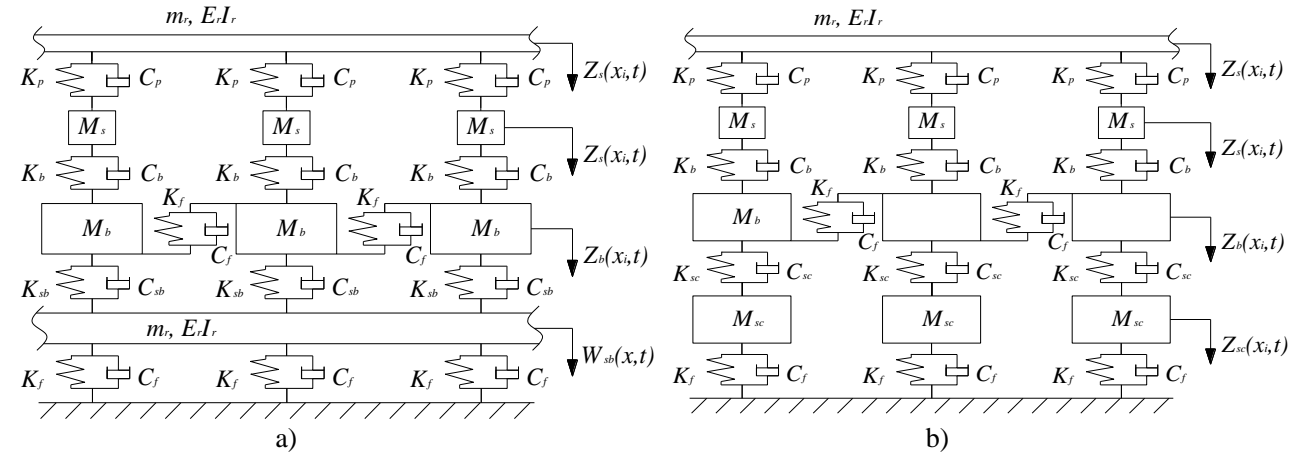 mr, ErIr
Kp Cp Kp Cp Kp Cp Zs(xi,t)
Ms Ms Ms Zs(xi,t)
Kb Cb Kb Cb Kb Cb
Kf Kf
Mb Mb Mb
Cf Cf Zb(xi,t)
Ksb Csb Ksb Csb Ksb Csb
mr, ErIr
Wsb(x,t)
Kf Cf Kf Cf Kf Cf
a)
mr, ErIr
Kp Cp Kp Cp Kp Cp Zs(xi,t)
Ms Ms Ms Zs(xi,t)
Kb Cb Kb Cb Kb Cb
Kf Kf
Mb
Cf Cf Zb(xi,t)
Ksc Csc Ksc Csc Ksc Csc
Msc Msc Msc
Zsc(xi,t)
Kf Cf Kf Cf Kf Cf
b)